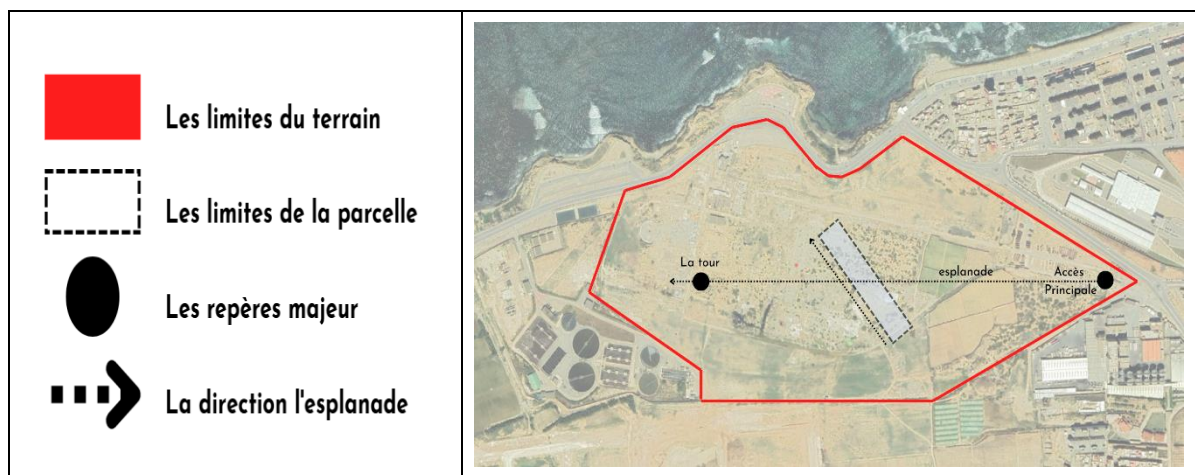 Les limites du terrain
Les limites de la parcelle
Les repères majeur
La direction l'esplanade
La tour
esplanade
Accès
Principale